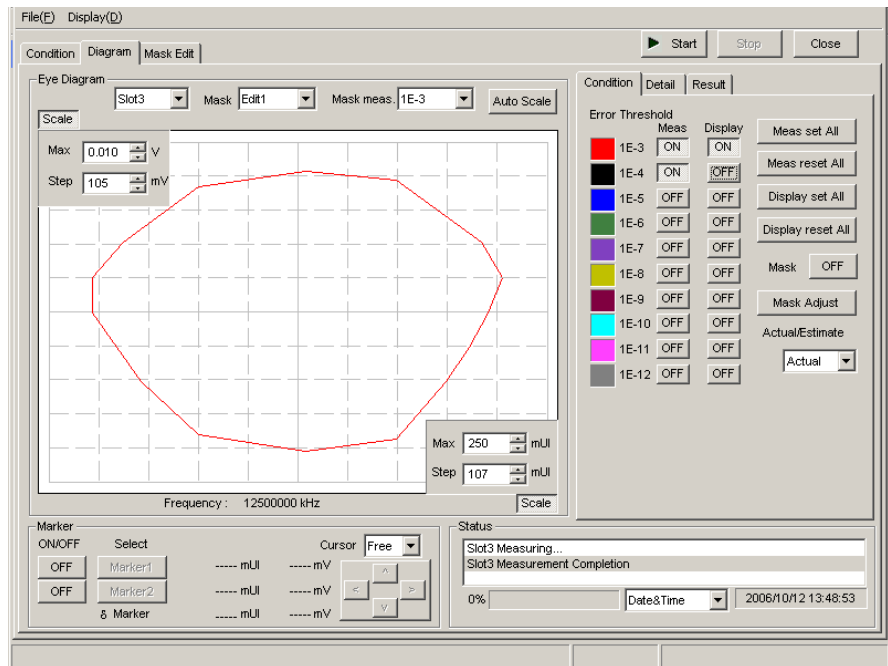 File(F) Display(D)
Start Stop Close
Condition Diagram Mask Edit
Eye Diagram
Slot3 Mask Edit1 Mask meas. 1E-3 Auto Scale
Scale
Max 0.010 V
Step 105 mV
Max 250 mUI
Step 107 mUI
Frequency : 12500000 kHz Scale
Condition Detail Result
Error Threshold
Meas Display
1E-3 ON ON
1E-4 ON OFF
1E-5 OFF OFF
1E-6 OFF OFF
1E-7 OFF OFF
1E-8 OFF OFF
1E-9 OFF OFF
1E-10 OFF OFF
1E-11 OFF OFF
1E-12 OFF OFF
Meas set All
Meas reset All
Display set All
Display reset All
Mask OFF
Mask Adjust
Actual/Estimate
Actual
Marker
ON/OFF Select Cursor Free
OFF Marker1 ----- mUI ----- mV
OFF Marker2 ----- mUI ----- mV
δ Marker ----- mUI ----- mV
^
< >
v
Status
Slot3 Measuring...
Slot3 Measurement Completion
0% Date&Time 2006/10/12 13:48:53